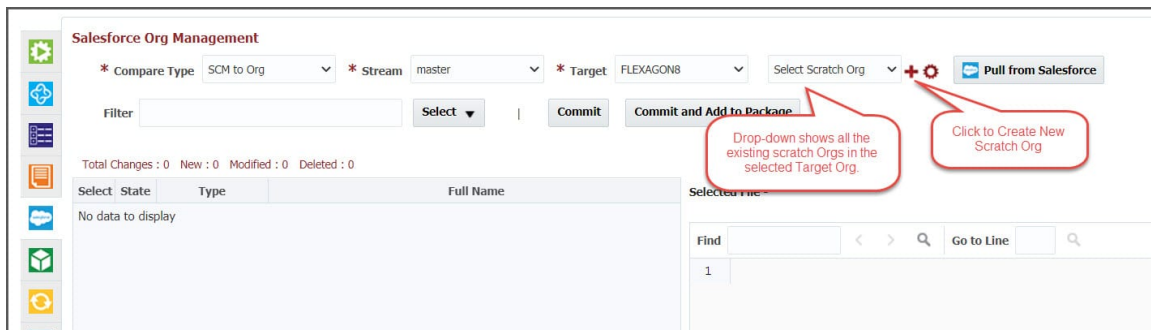 Salesforce Org Management
* Compare Type SCM to Org * Stream master * Target FLEXAGON8 Select Scratch Org Pull from Salesforce
Filter Select | Commit Commit and Add to Package
Drop-down shows all the
existing scratch Orgs in the
selected Target Org.
Click to Create New
Scratch Org
Total Changes : 0 New : 0 Modified : 0 Deleted : 0
Select State Type Full Name
No data to display
Selected File -
Find Go to Line
1